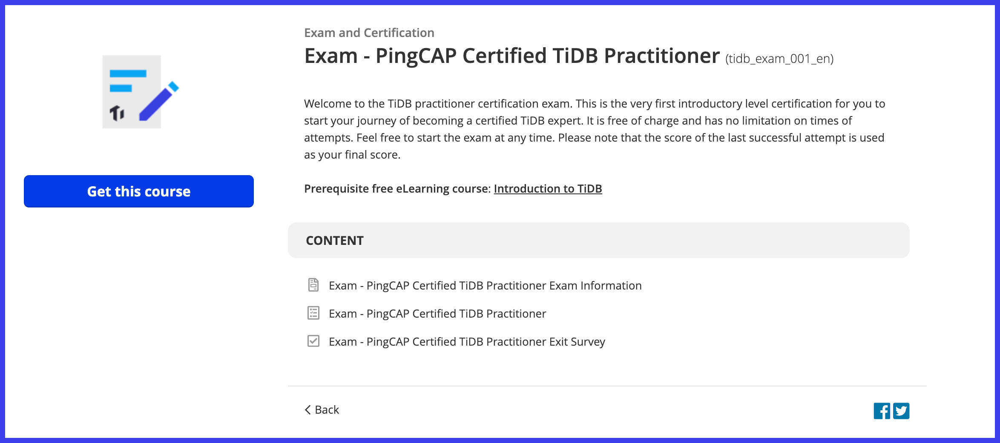 Exam and Certification
Exam - PingCAP Certified TiDB Practitioner (tidb_exam_001_en)
Welcome to the TiDB practitioner certification exam. This is the very first introductory level certification for you to
start your journey of becoming a certified TiDB expert. It is free of charge and has no limitation on times of
attempts. Feel free to start the exam at any time. Please note that the score of the last successful attempt is used
as your final score.
Get this course
Prerequisite free eLearning course: Introduction to TiDB
CONTENT
Exam - PingCAP Certified TiDB Practitioner Exam Information
Exam - PingCAP Certified TiDB Practitioner
Exam - PingCAP Certified TiDB Practitioner Exit Survey
Back